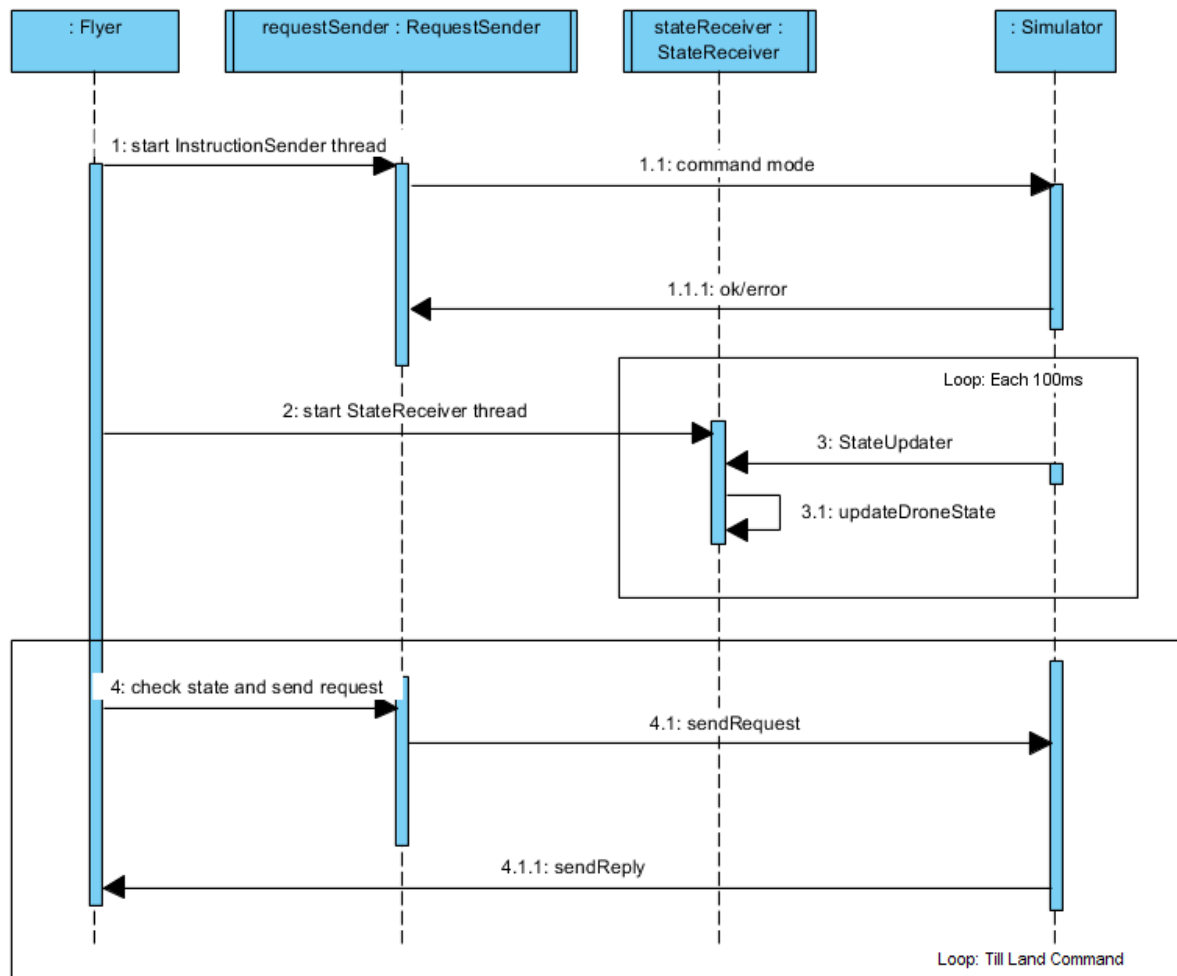 : Flyer
requestSender : RequestSender
stateReceiver :
StateReceiver
: Simulator
1: start InstructionSender thread
1.1: command mode
1.1.1: ok/error
Loop: Each 100ms
2: start StateReceiver thread
3: StateUpdater
3.1: updateDroneState
4: check state and send request
4.1: sendRequest
4.1.1: sendReply
Loop: Till Land Command